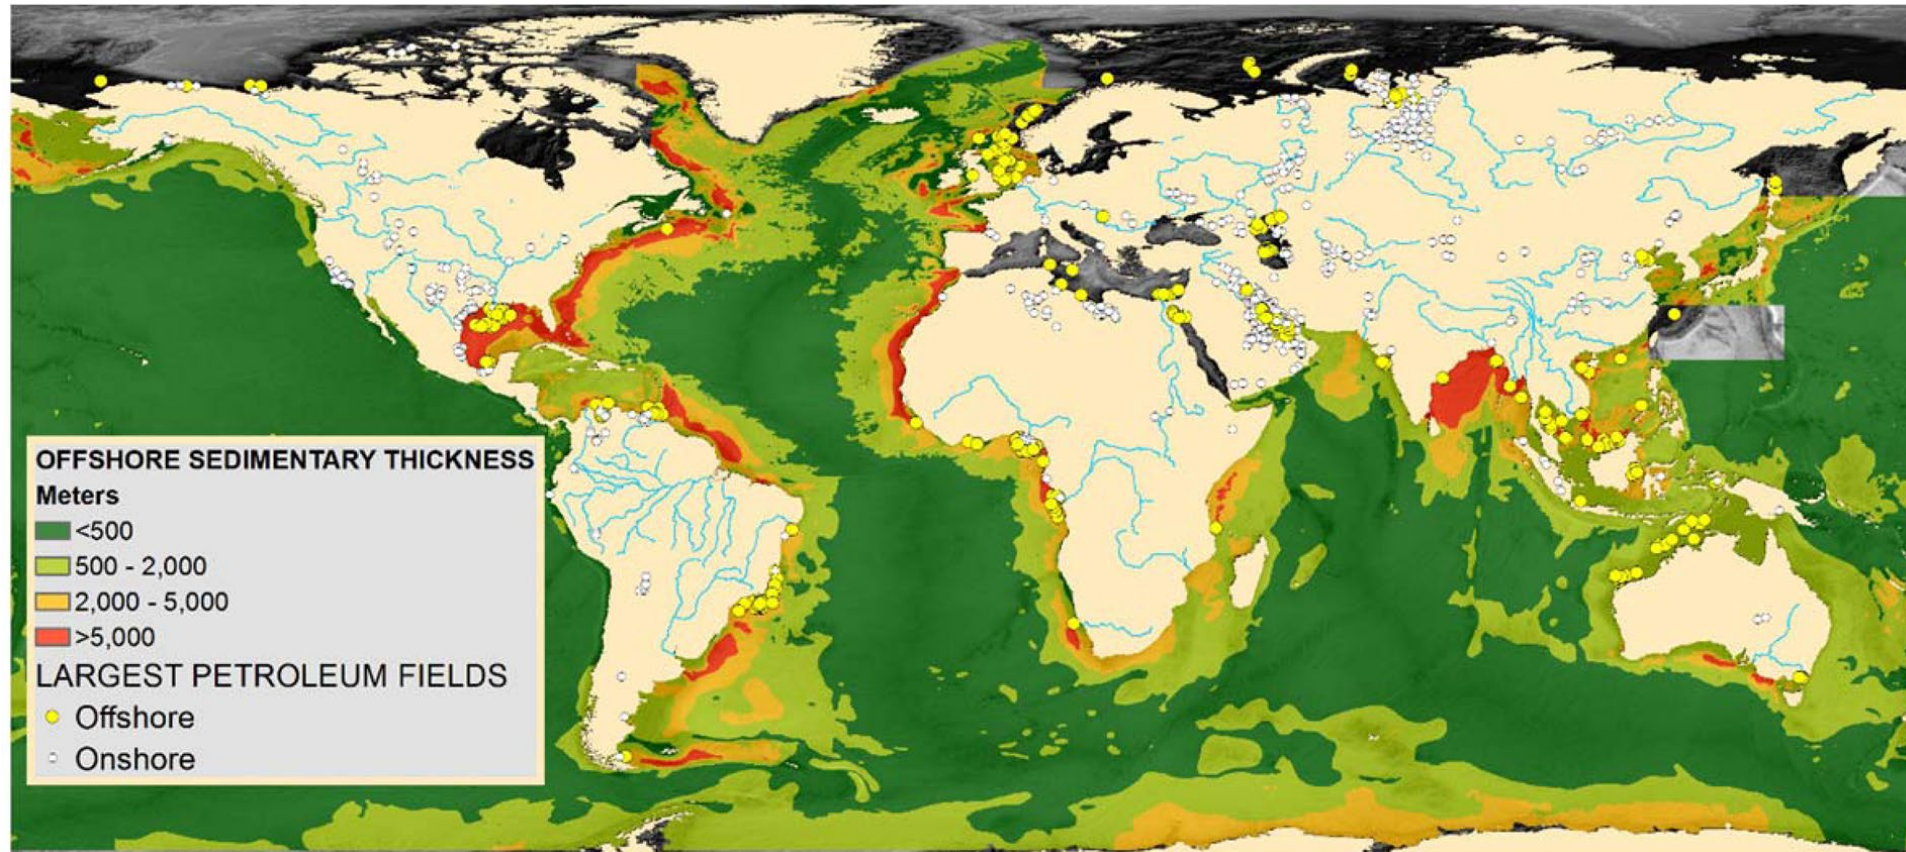 OFFSHORE SEDIMENTARY THICKNESS
Meters
<500
500 - 2,000
2,000 - 5,000
>5,000
LARGEST PETROLEUM FIELDS
Offshore
Onshore